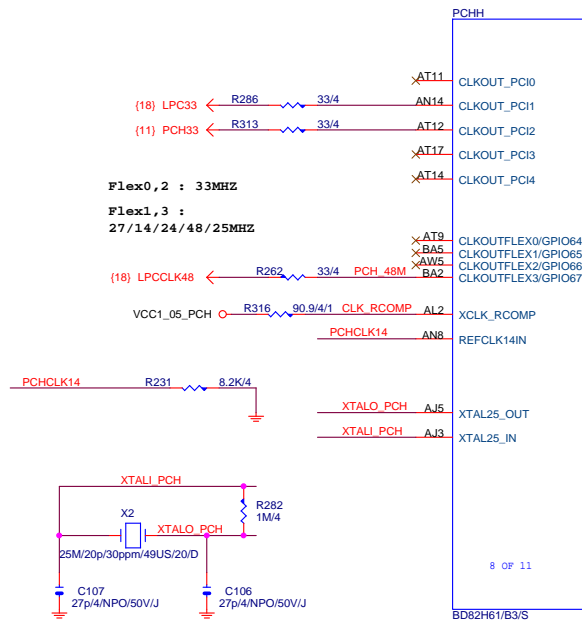 PCHH
AT11 CLKOUT_PCI0
{18} LPC33 R286 33/4 AN14 CLKOUT_PCI1
{11} PCH33 R313 33/4 AT12 CLKOUT_PCI2
AT17 CLKOUT_PCI3
AT14 CLKOUT_PCI4
Flex0,2 : 33MHZ
Flex1,3 :
27/14/24/48/25MHZ
AT9 CLKOUTFLEX0/GPIO64
BA5 CLKOUTFLEX1/GPIO65
AW5 CLKOUTFLEX2/GPIO66
{18} LPCCLK48 R262 33/4 PCH_48M BA2 CLKOUTFLEX3/GPIO67
VCC1_05_PCH R316 90.9/4/1 CLK_RCOMP AL2 XCLK_RCOMP
PCHCLK14 AN8 REFCLK14IN
PCHCLK14 R231 8.2K/4
XTALO_PCH AJ5 XTAL25_OUT
XTALI_PCH AJ3 XTAL25_IN
XTALI_PCH
R282
1M/4
X2
XTALO_PCH
25M/20p/30ppm/49US/20/D
8 OF 11
C107
27p/4/NPO/50V/J
C106
27p/4/NPO/50V/J
BD82H61/B3/S